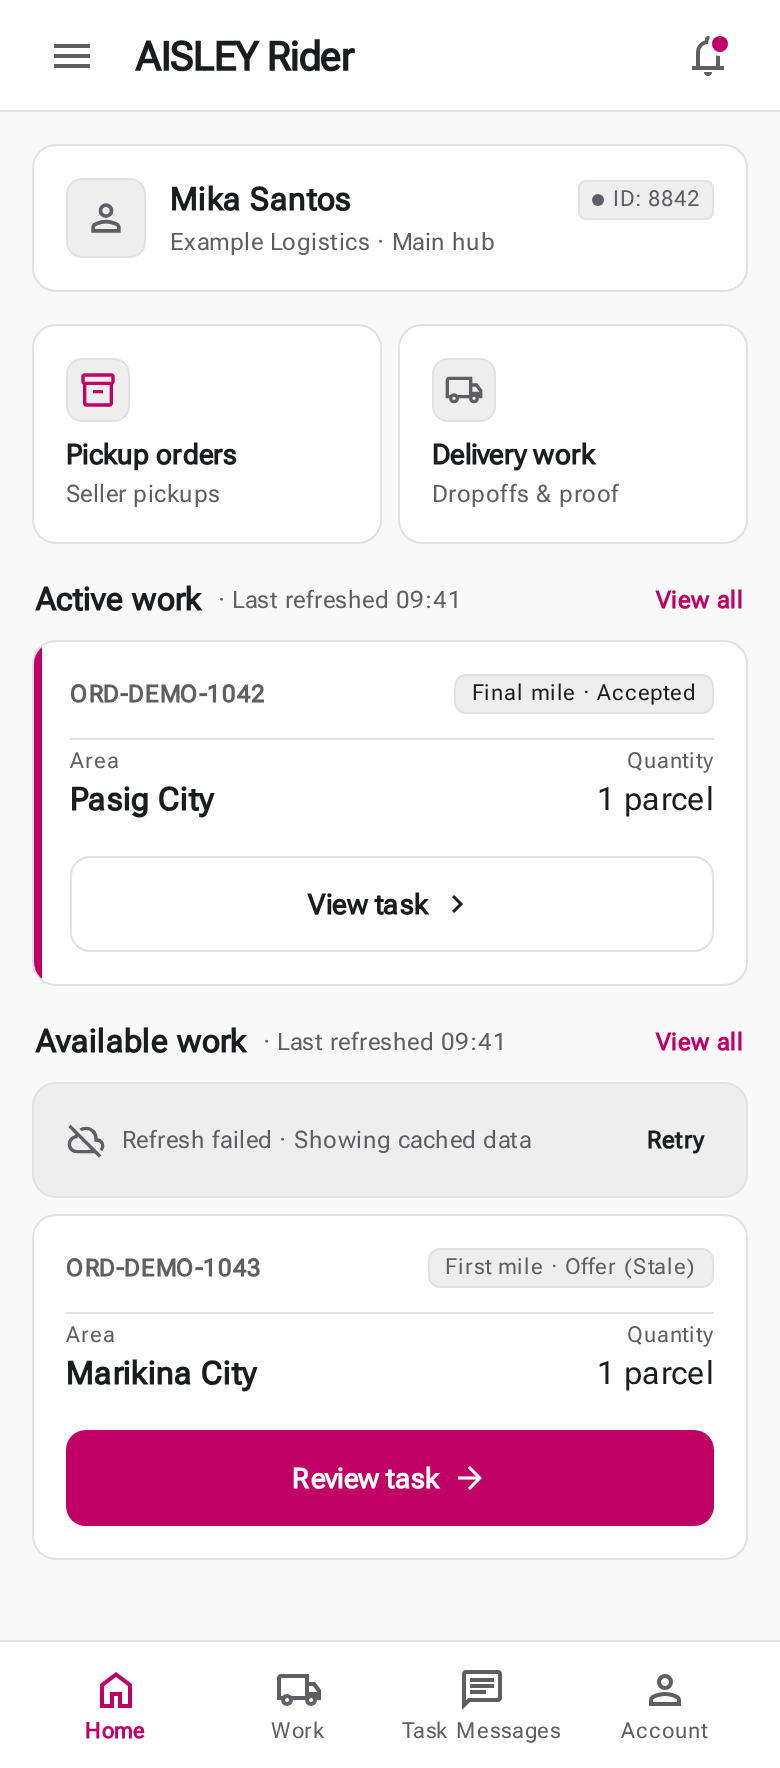 AISLEY Rider
Mika Santos
ID: 8842
Example Logistics · Main hub
Pickup orders
Seller pickups
Delivery work
Dropoffs & proof
Active work · Last refreshed 09:41 View all
ORD-DEMO-1042 Final mile · Accepted
Area Quantity
Pasig City 1 parcel
View task
Available work · Last refreshed 09:41 View all
Refresh failed · Showing cached data Retry
ORD-DEMO-1043 First mile · Offer (Stale)
Area Quantity
Marikina City 1 parcel
Review task
Home Work Task Messages Account